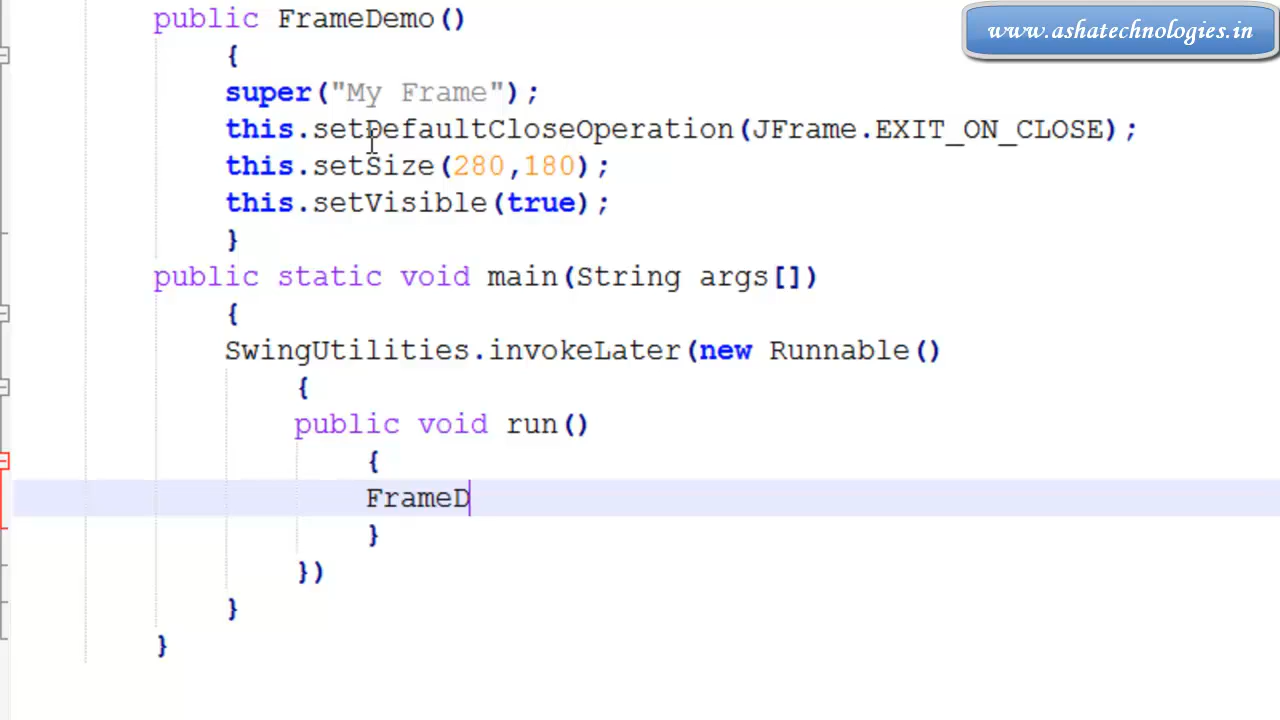 www.ashatechnologies.in
public FrameDemo()
{
super("My Frame");
this.setDefaultCloseOperation(JFrame.EXIT_ON_CLOSE);
this.setSize(280,180);
this.setVisible(true);
}
public static void main(String args[])
{
SwingUtilities.invokeLater(new Runnable()
{
public void run()
{
FrameD
}
})
}
}